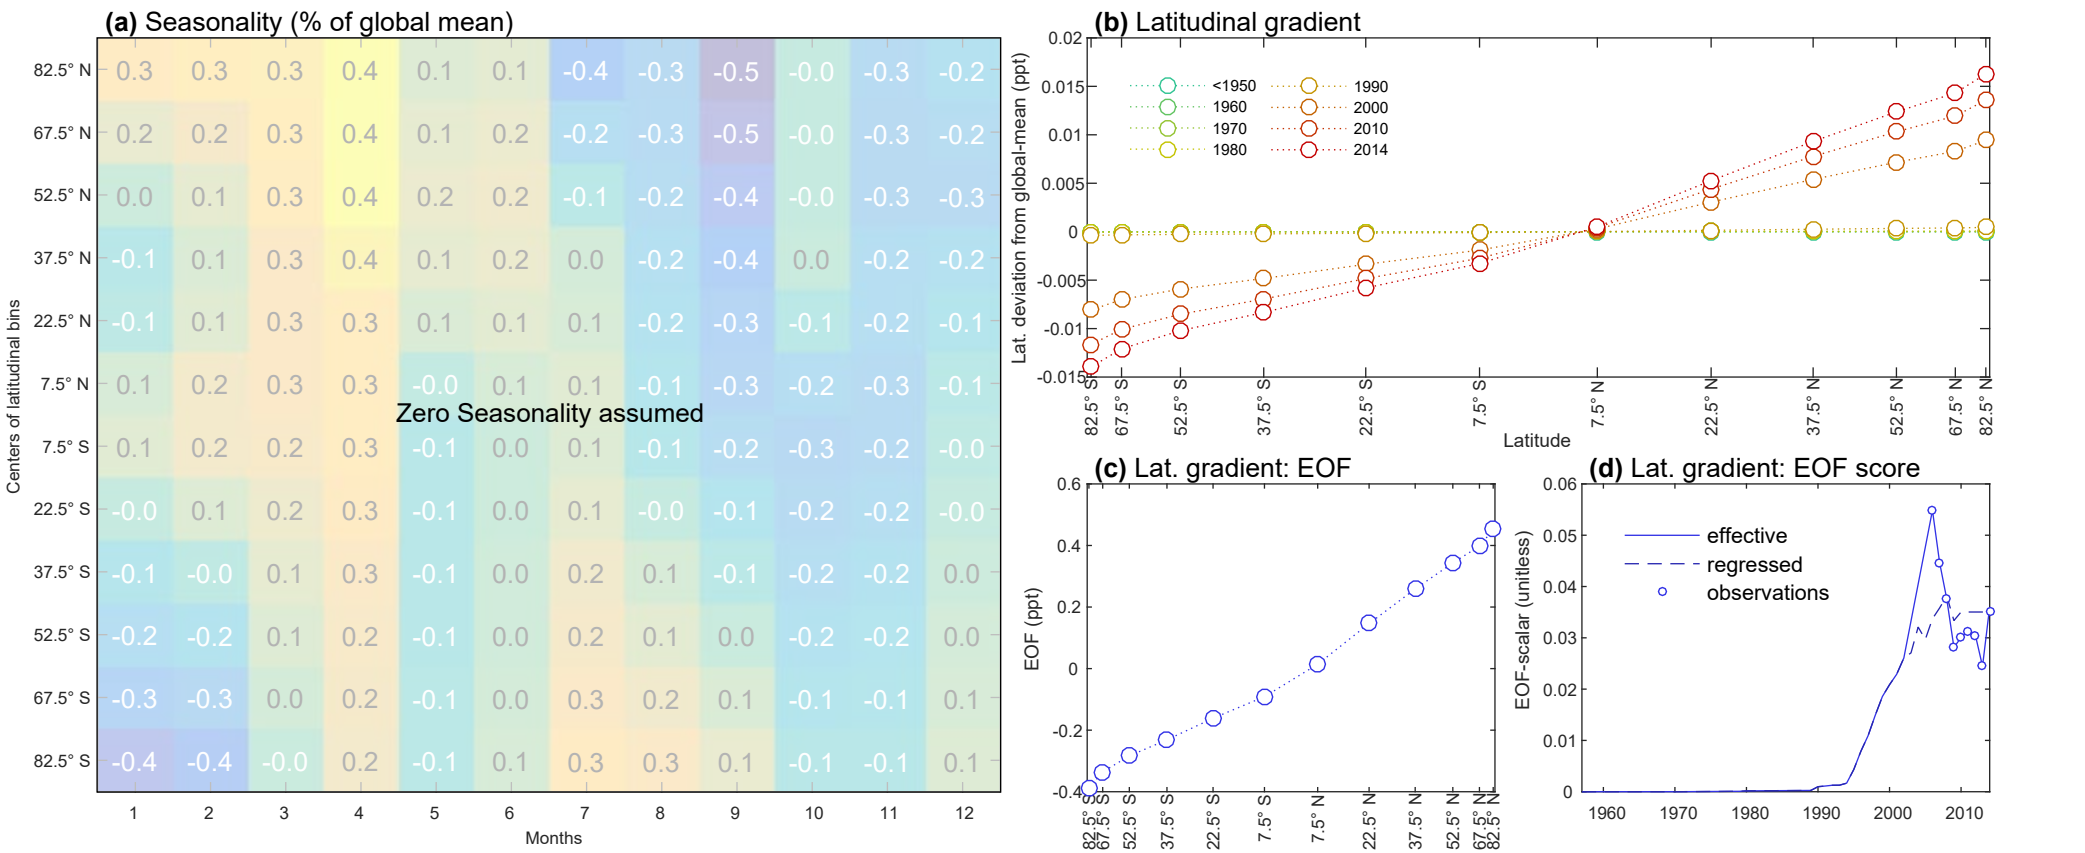 (a) Seasonality (% of global mean)
82.5° N 0.3 0.3 0.3 0.4 0.1 0.1 -0.4 -0.3 -0.5 -0.0 -0.3 -0.2
67.5° N 0.2 0.2 0.3 0.4 0.1 0.2 -0.2 -0.3 -0.5 -0.0 -0.3 -0.2
52.5° N 0.0 0.1 0.3 0.4 0.2 0.2 -0.1 -0.2 -0.4 -0.0 -0.3 -0.3
37.5° N -0.1 0.1 0.3 0.4 0.1 0.2 0.0 -0.2 -0.4 0.0 -0.2 -0.2
22.5° N -0.1 0.1 0.3 0.3 0.1 0.1 0.1 -0.2 -0.3 -0.1 -0.2 -0.1
7.5° N 0.1 0.2 0.3 0.3 -0.0 0.1 0.1 -0.1 -0.3 -0.2 -0.3 -0.1
Zero Seasonality assumed
7.5° S 0.1 0.2 0.2 0.3 -0.1 0.0 0.1 -0.1 -0.2 -0.3 -0.2 -0.0
22.5° S -0.0 0.1 0.2 0.3 -0.1 0.0 0.1 -0.0 -0.1 -0.2 -0.2 -0.0
37.5° S -0.1 -0.0 0.1 0.3 -0.1 0.0 0.2 0.1 -0.1 -0.2 -0.2 0.0
52.5° S -0.2 -0.2 0.1 0.2 -0.1 0.0 0.2 0.1 0.0 -0.2 -0.2 0.0
67.5° S -0.3 -0.3 0.0 0.2 -0.1 0.0 0.3 0.2 0.1 -0.1 -0.1 0.1
82.5° S -0.4 -0.4 -0.0 0.2 -0.1 0.1 0.3 0.3 0.1 -0.1 -0.1 0.1
1 2 3 4 5 6 7 8 9 10 11 12
Months
Centers of latitudinal bins
(b) Latitudinal gradient
Lat. deviation from global-mean (ppt)
0.02
0.015
0.01
0.005
0
-0.005
-0.01
-0.015
<1950 1990
1960 2000
1970 2010
1980 2014
82.5° S 67.5° S 52.5° S 37.5° S 22.5° S 7.5° S 7.5° N 22.5° N 37.5° N 52.5° N 67.5° N 82.5° N
Latitude
(c) Lat. gradient: EOF
EOF (ppt)
0.6
0.4
0.2
0
-0.2
-0.4
82.5° S 67.5° S 52.5° S 37.5° S 22.5° S 7.5° S 7.5° N 22.5° N 37.5° N 52.5° N 67.5° N 82.5° N
(d) Lat. gradient: EOF score
EOF-scalar (unitless)
0.06
0.05
0.04
0.03
0.02
0.01
0
effective
regressed
observations
1960 1970 1980 1990 2000 2010